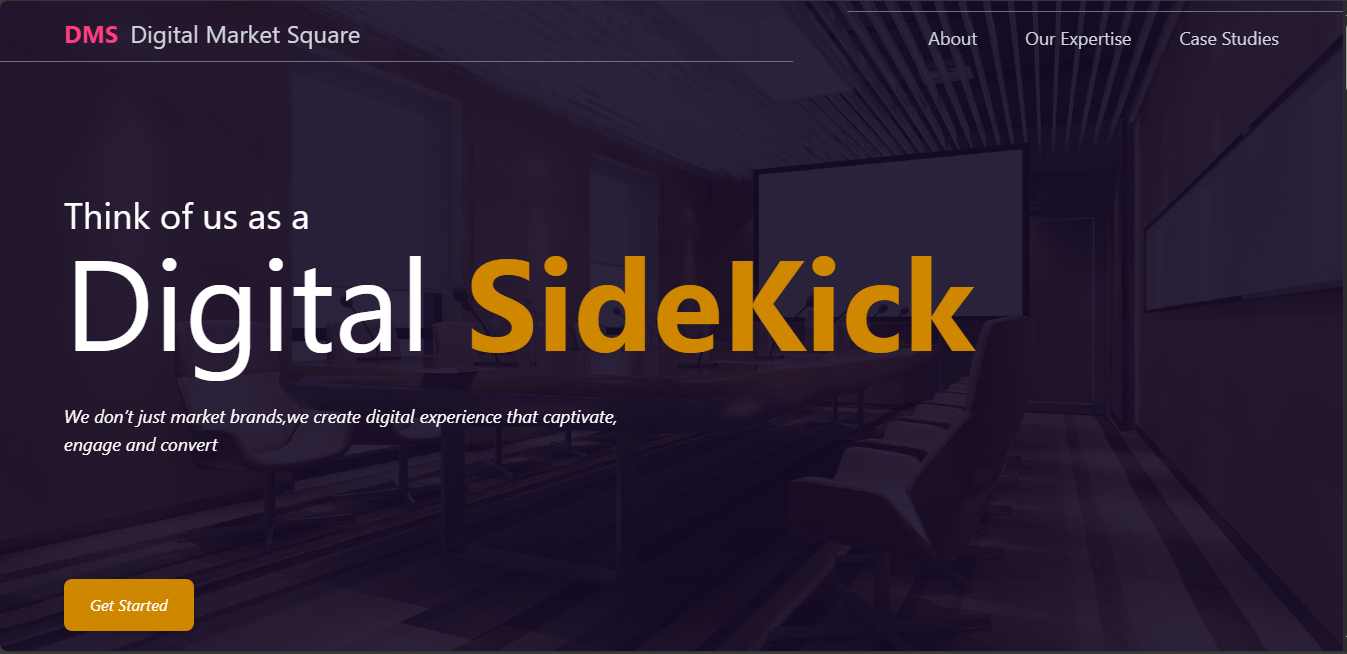 DMS Digital Market Square
About Our Expertise Case Studies
Think of us as a
Digital SideKick
We don't just market brands,we create digital experience that captivate,
engage and convert
Get Started